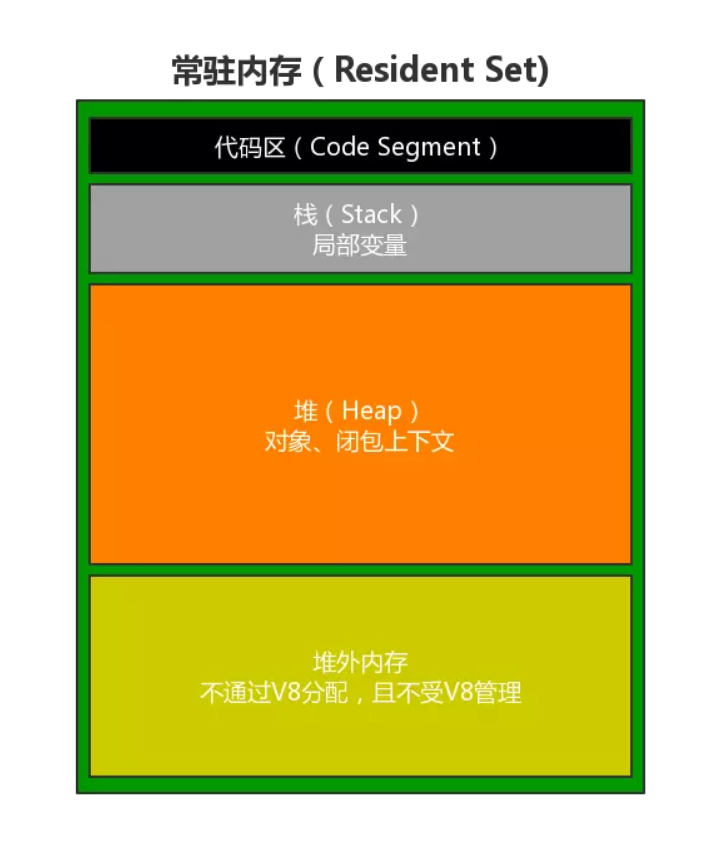 常驻内存（Resident Set)
代码区（Code Segment）
栈（Stack）
局部变量
堆（Heap）
对象、闭包上下文
堆外内存
不通过V8分配，且不受V8管理